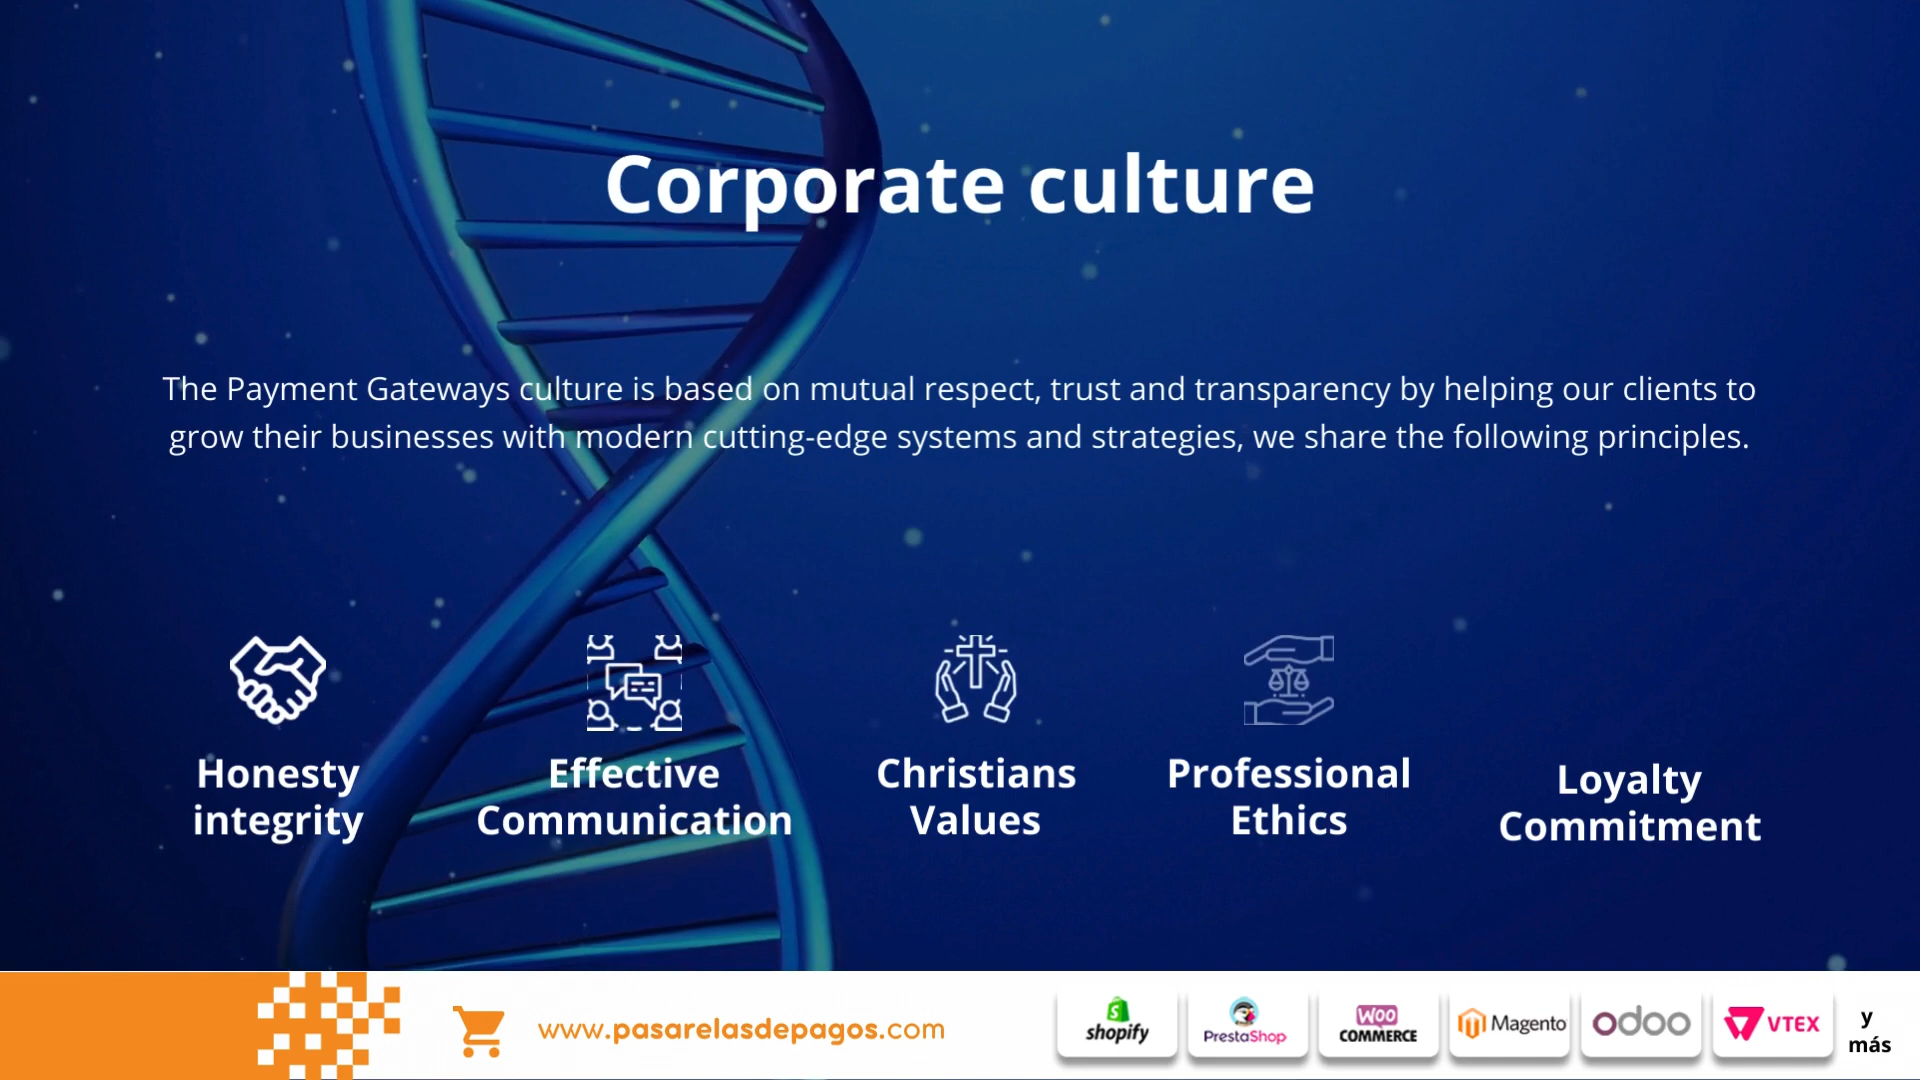 Corporate culture
The Payment Gateways culture is based on mutual respect, trust and transparency by helping our clients to
grow their businesses with modern cutting-edge systems and strategies, we share the following principles.
Honesty
integrity
Effective
Communication
Christians
Values
Professional
Ethics
Loyalty
Commitment
www.pasarelasdepagos.com
shopify
PrestaShop
WOO
COMMERCE
Magento
odoo
VTEX
y
más